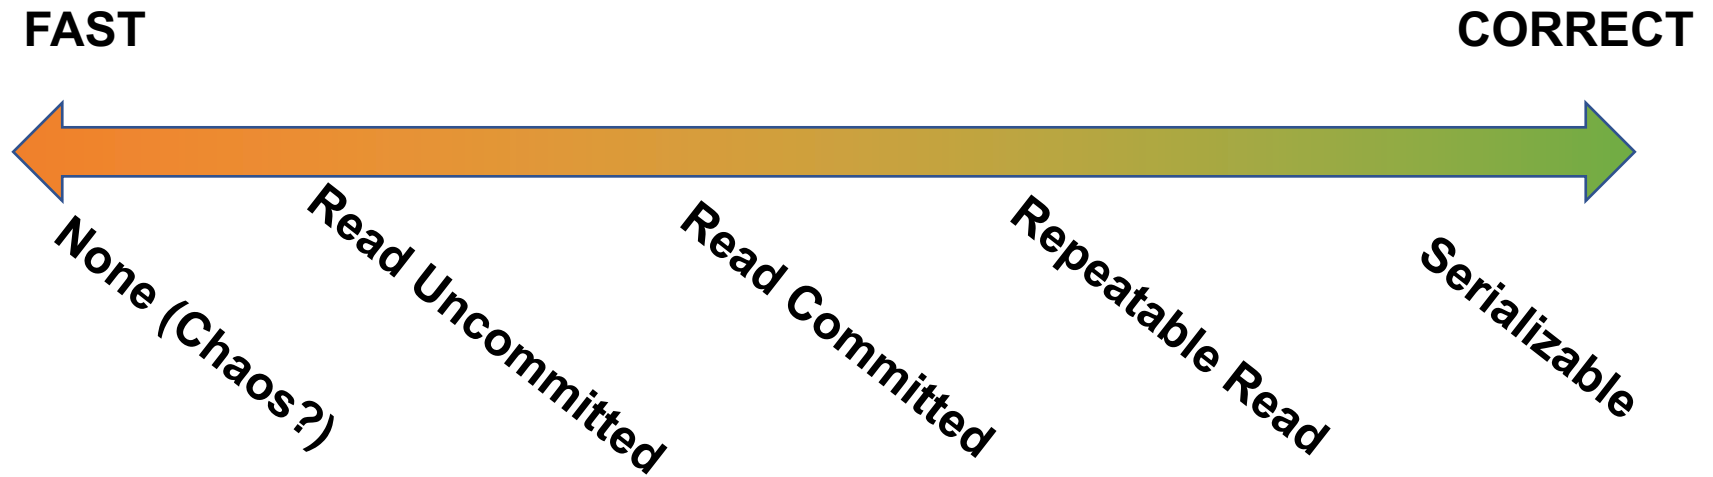 FAST
CORRECT
None (Chaos?)
Read Uncommitted
Read Committed
Repeatable Read
Serializable